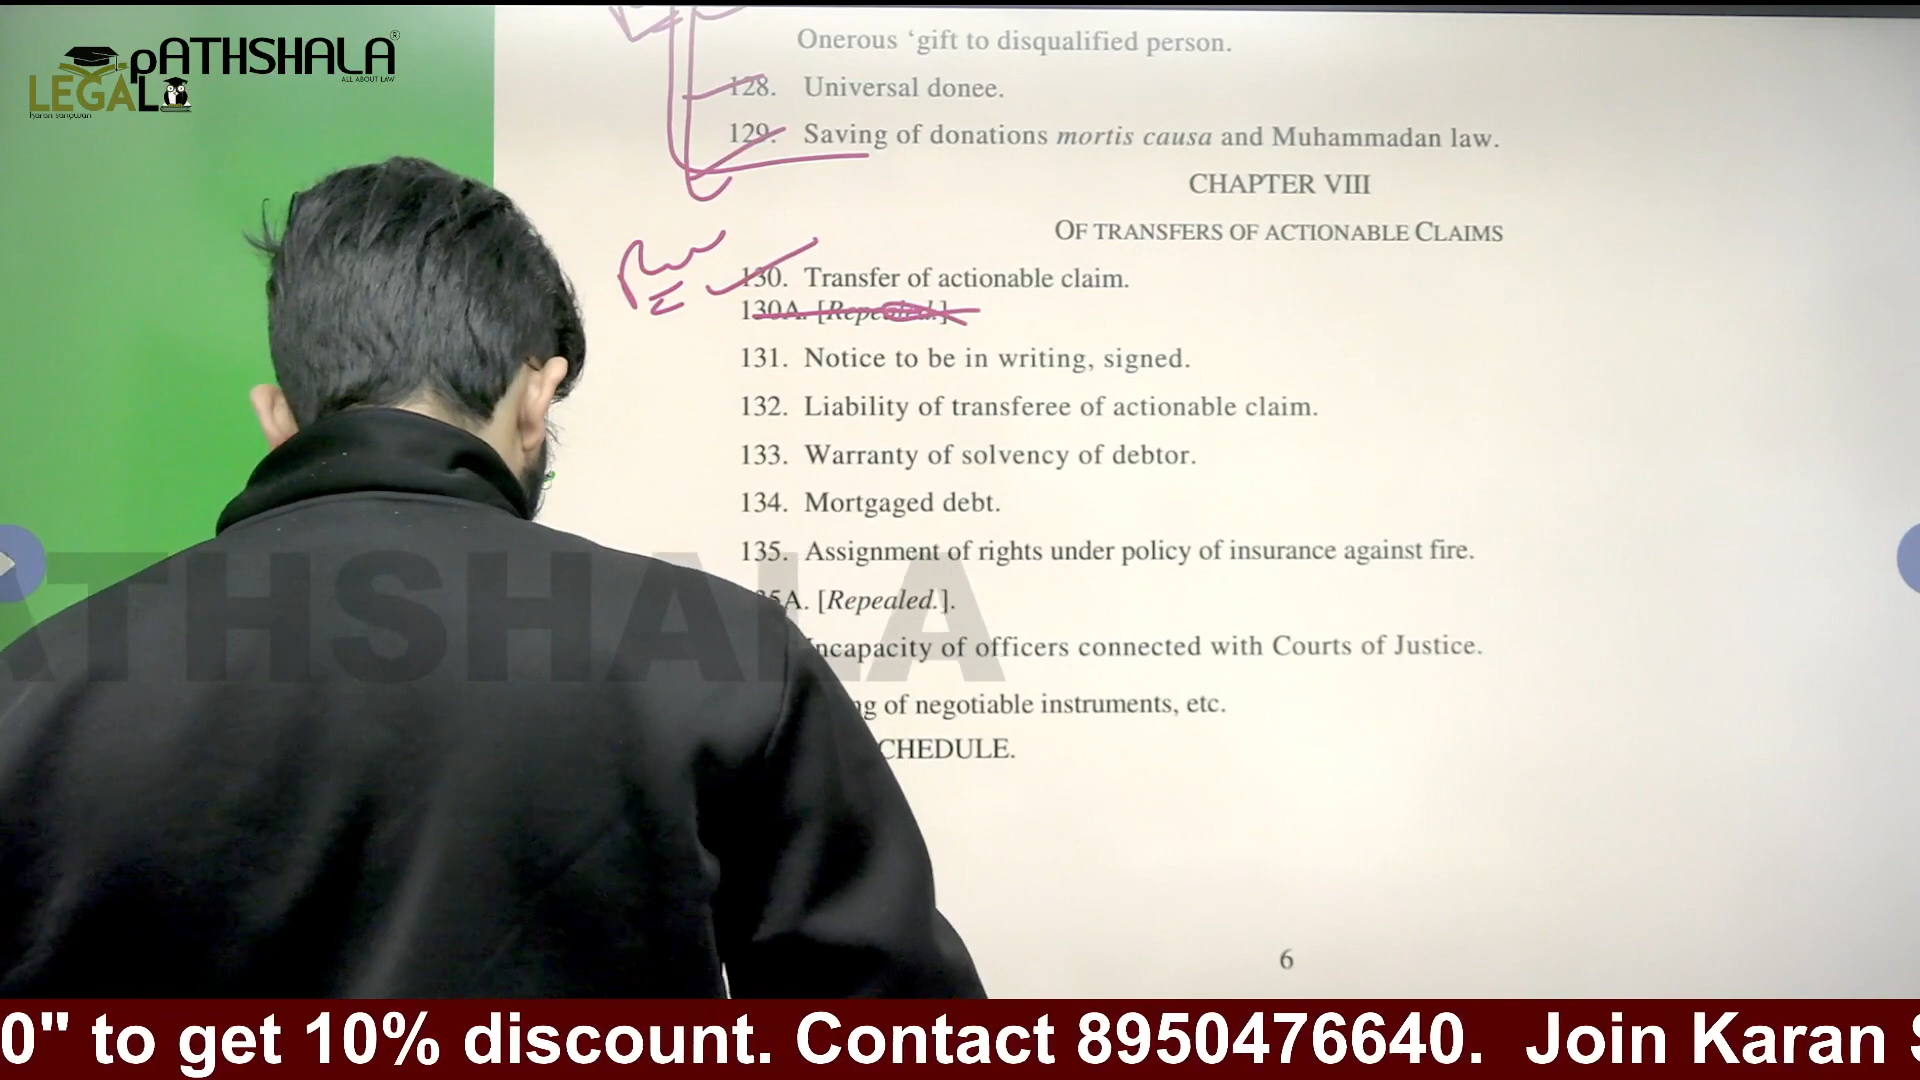 pATHSHALA®
ALL ABOUT LAW
LEGAL
karan sangwan
Onerous ‘gift to disqualified person.
128. Universal donee.
129. Saving of donations mortis causa and Muhammadan law.
CHAPTER VIII
OF TRANSFERS OF ACTIONABLE CLAIMS
130. Transfer of actionable claim.
130A. [Repealed.]
131. Notice to be in writing, signed.
132. Liability of transferee of actionable claim.
133. Warranty of solvency of debtor.
134. Mortgaged debt.
135. Assignment of rights under policy of insurance against fire.
ATHSHALA
5A. [Repealed.].
ncapacity of officers connected with Courts of Justice.
g of negotiable instruments, etc.
CHEDULE.
6
0" to get 10% discount. Contact 8950476640. Join Karan S